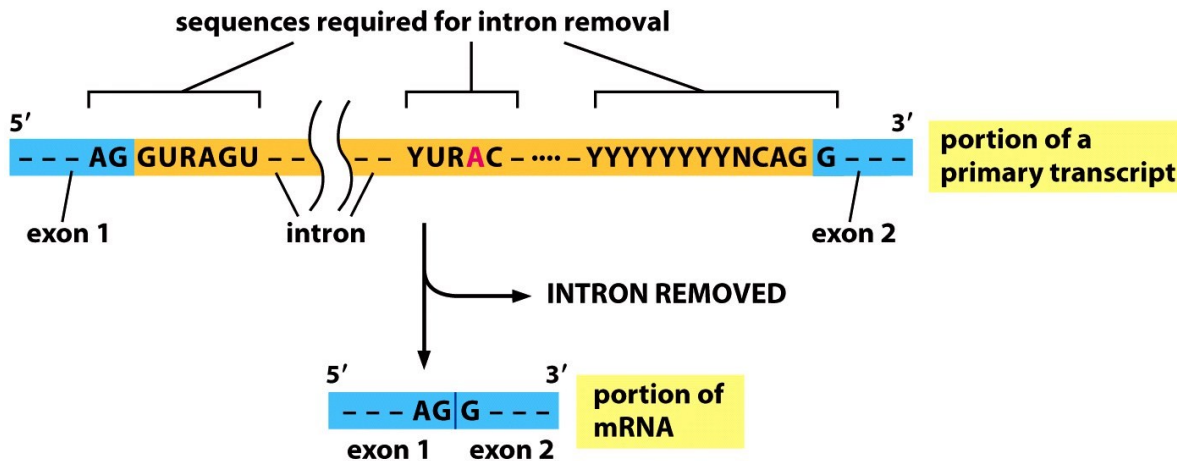 sequences required for intron removal
5′ 3′
– – – AG GURAGU – – – – YURAC – ···· – YYYYYYYYNCAG G – – – –
portion of a
primary transcript
exon 1 intron exon 2
INTRON REMOVED
5′ 3′
– – – AG G – – – –
portion of
mRNA
exon 1 exon 2